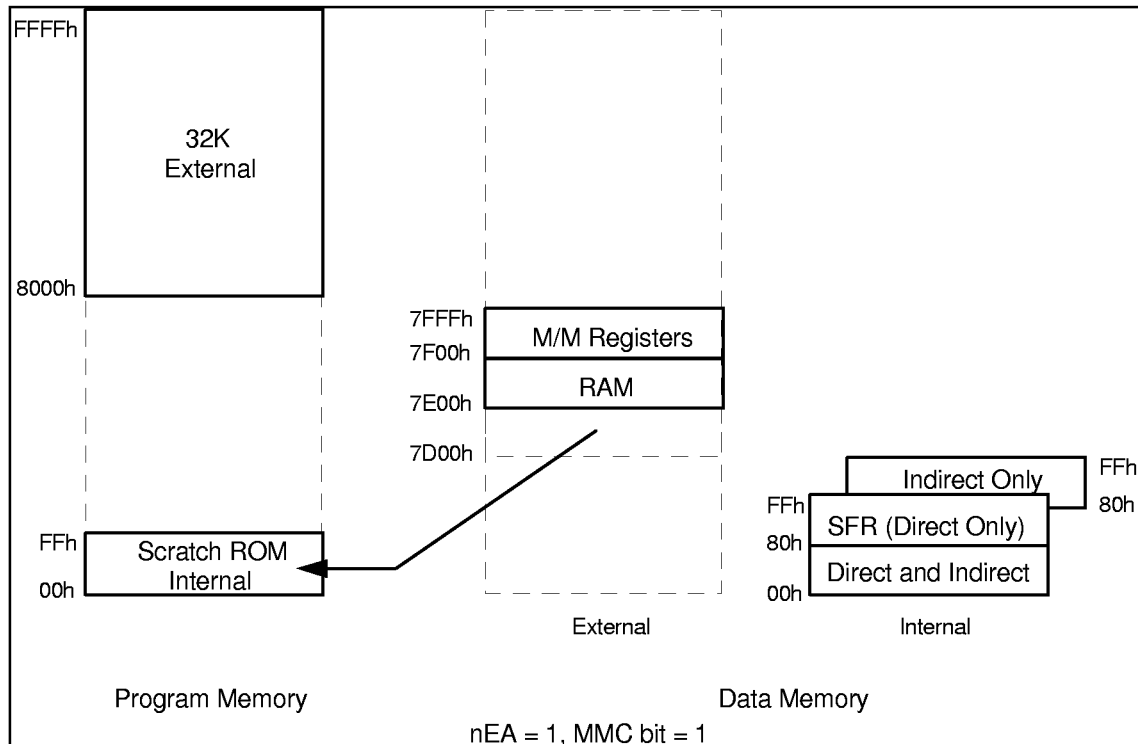 FFFFh
32K
External
8000h
FFh
Scratch ROM
Internal
00h
7FFFh
M/M Registers
7F00h
RAM
7E00h
7D00h
External
Indirect Only
FFh
80h
FFh
SFR (Direct Only)
80h
Direct and Indirect
00h
Internal
Program Memory
Data Memory
nEA = 1, MMC bit = 1